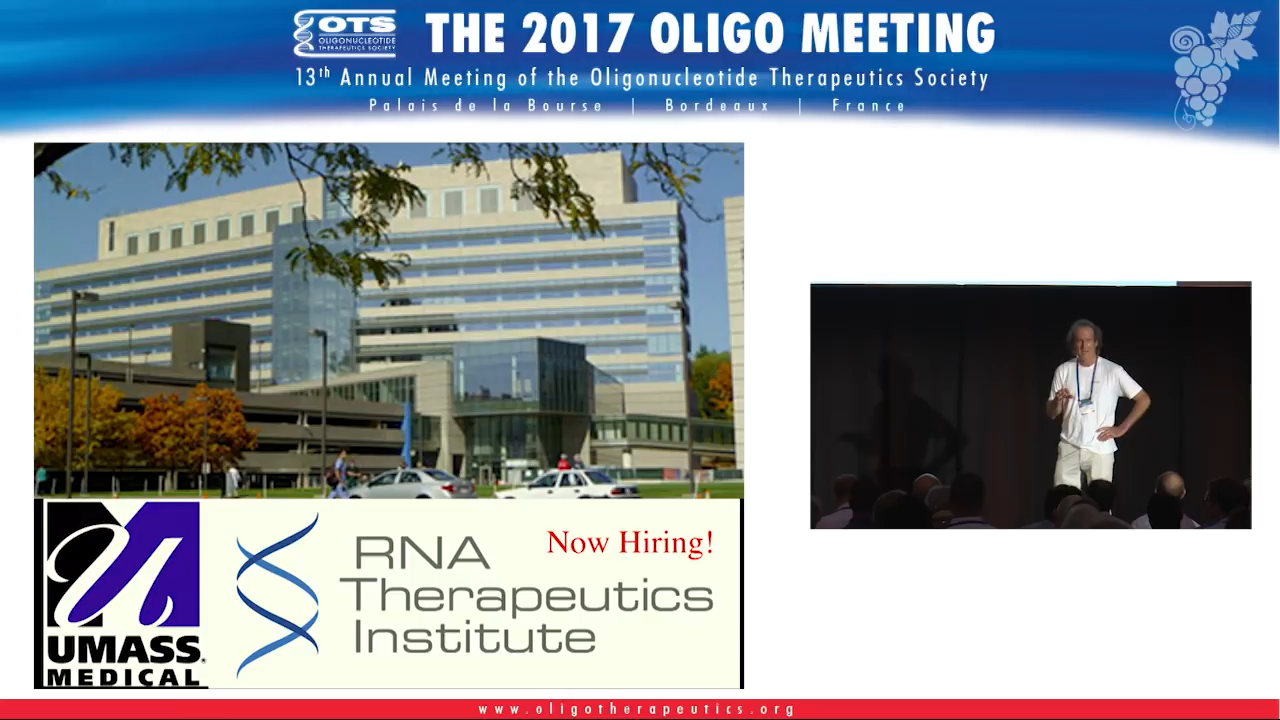 OTS
OLIGONUCLEOTIDE
THERAPEUTICS SOCIETY
THE 2017 OLIGO MEETING
13th Annual Meeting of the Oligonucleotide Therapeutics Society
Palais de la Bourse | Bordeaux | France
UMASS
MEDICAL
RNA
Therapeutics
Institute
Now Hiring!
www.oligotherapeutics.org